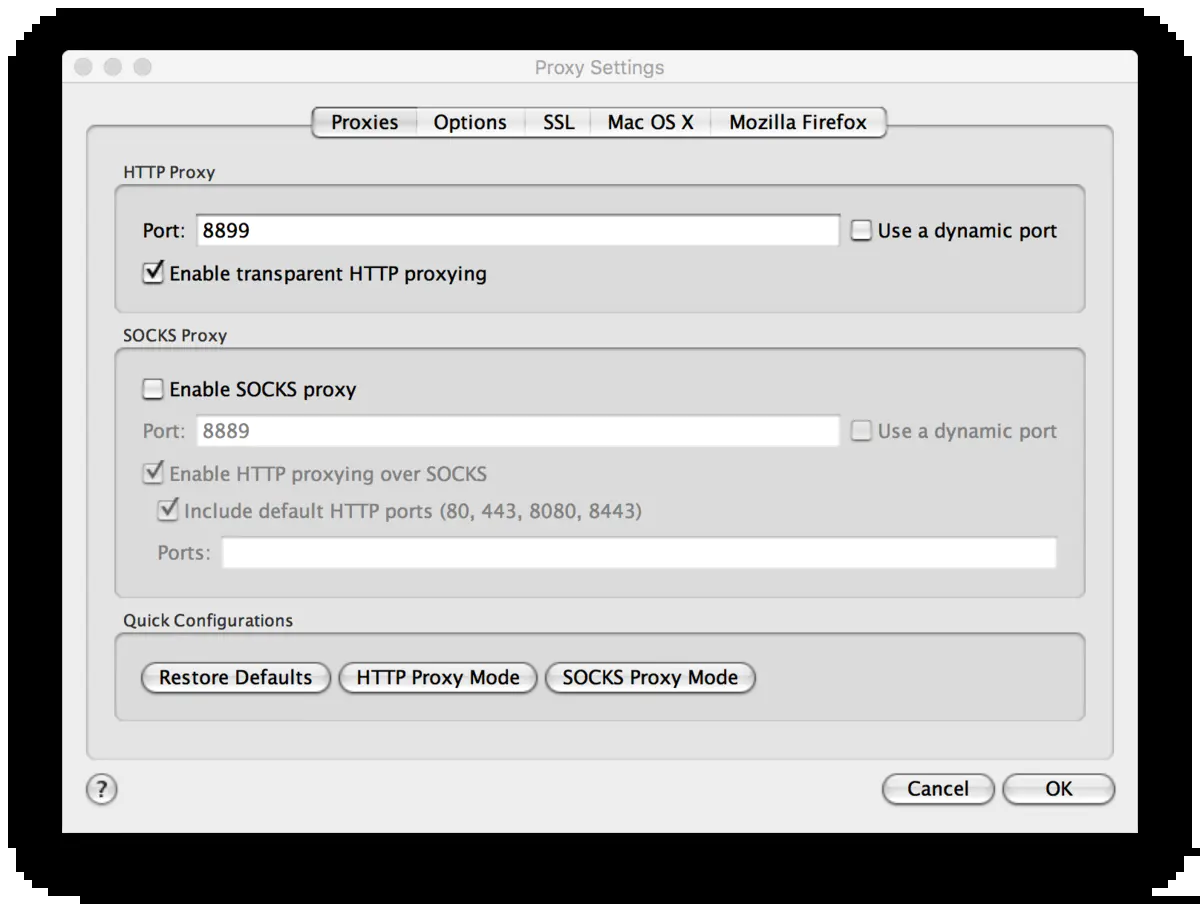 Proxy Settings
Proxies Options SSL Mac OS X Mozilla Firefox
HTTP Proxy
Port: 8899 Use a dynamic port
Enable transparent HTTP proxying
SOCKS Proxy
Enable SOCKS proxy
Port: 8889 Use a dynamic port
Enable HTTP proxying over SOCKS
Include default HTTP ports (80, 443, 8080, 8443)
Ports:
Quick Configurations
Restore Defaults HTTP Proxy Mode SOCKS Proxy Mode
? Cancel OK